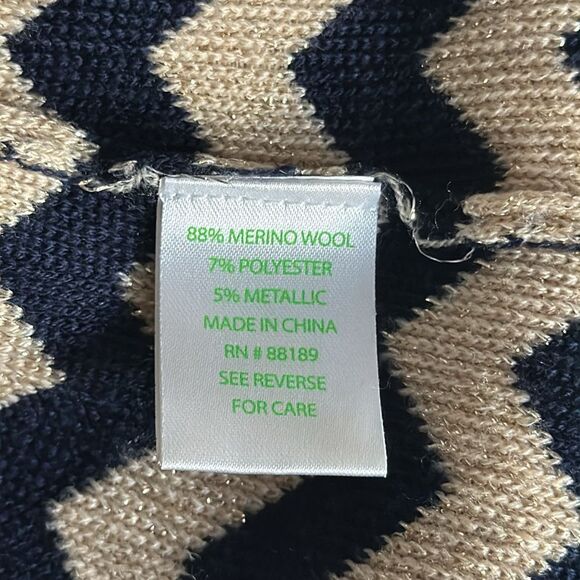 88% MERINO WOOL
7% POLYESTER
5% METALLIC
MADE IN CHINA
RN # 88189
SEE REVERSE
FOR CARE